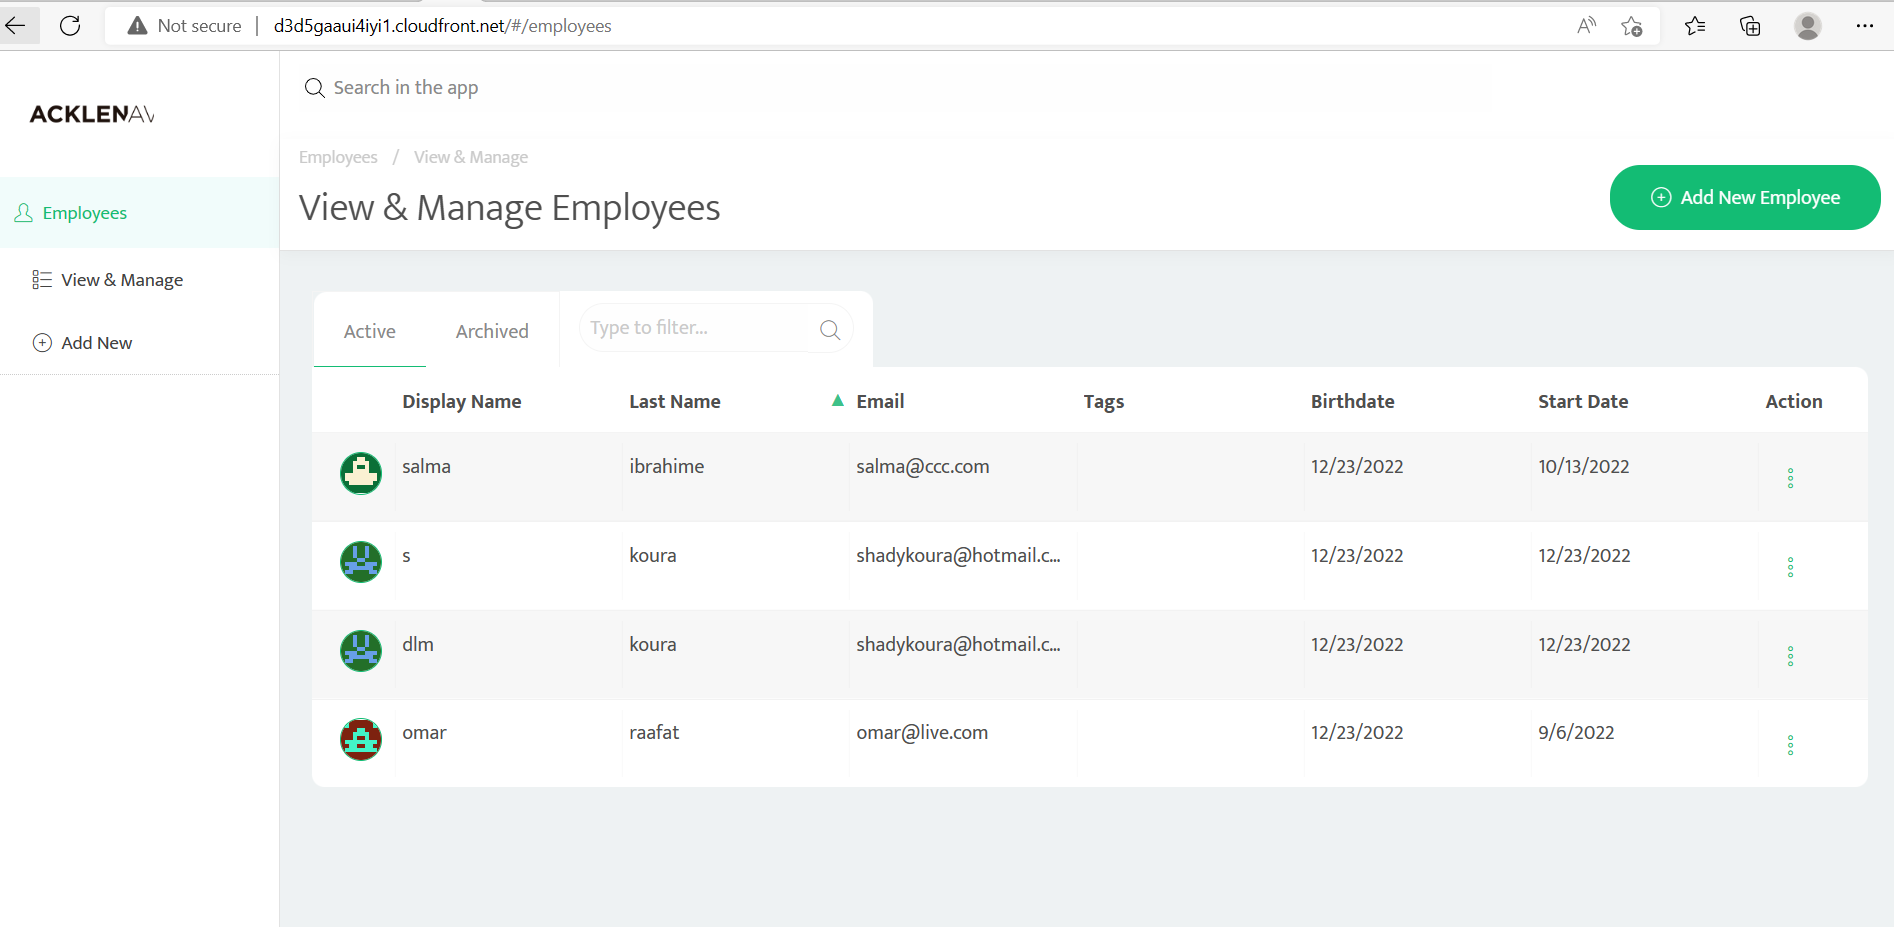 Not secure | d3d5gaaui4iyi1.cloudfront.net/#/employees
ACKLENAV
Search in the app
Employees / View & Manage
View & Manage Employees
Add New Employee
Employees
View & Manage
Add New
Active Archived Type to filter...
Display Name Last Name Email Tags Birthdate Start Date Action
salma ibrahime salma@ccc.com 12/23/2022 10/13/2022
s koura shadykoura@hotmail.c... 12/23/2022 12/23/2022
dlm koura shadykoura@hotmail.c... 12/23/2022 12/23/2022
omar raafat omar@live.com 12/23/2022 9/6/2022